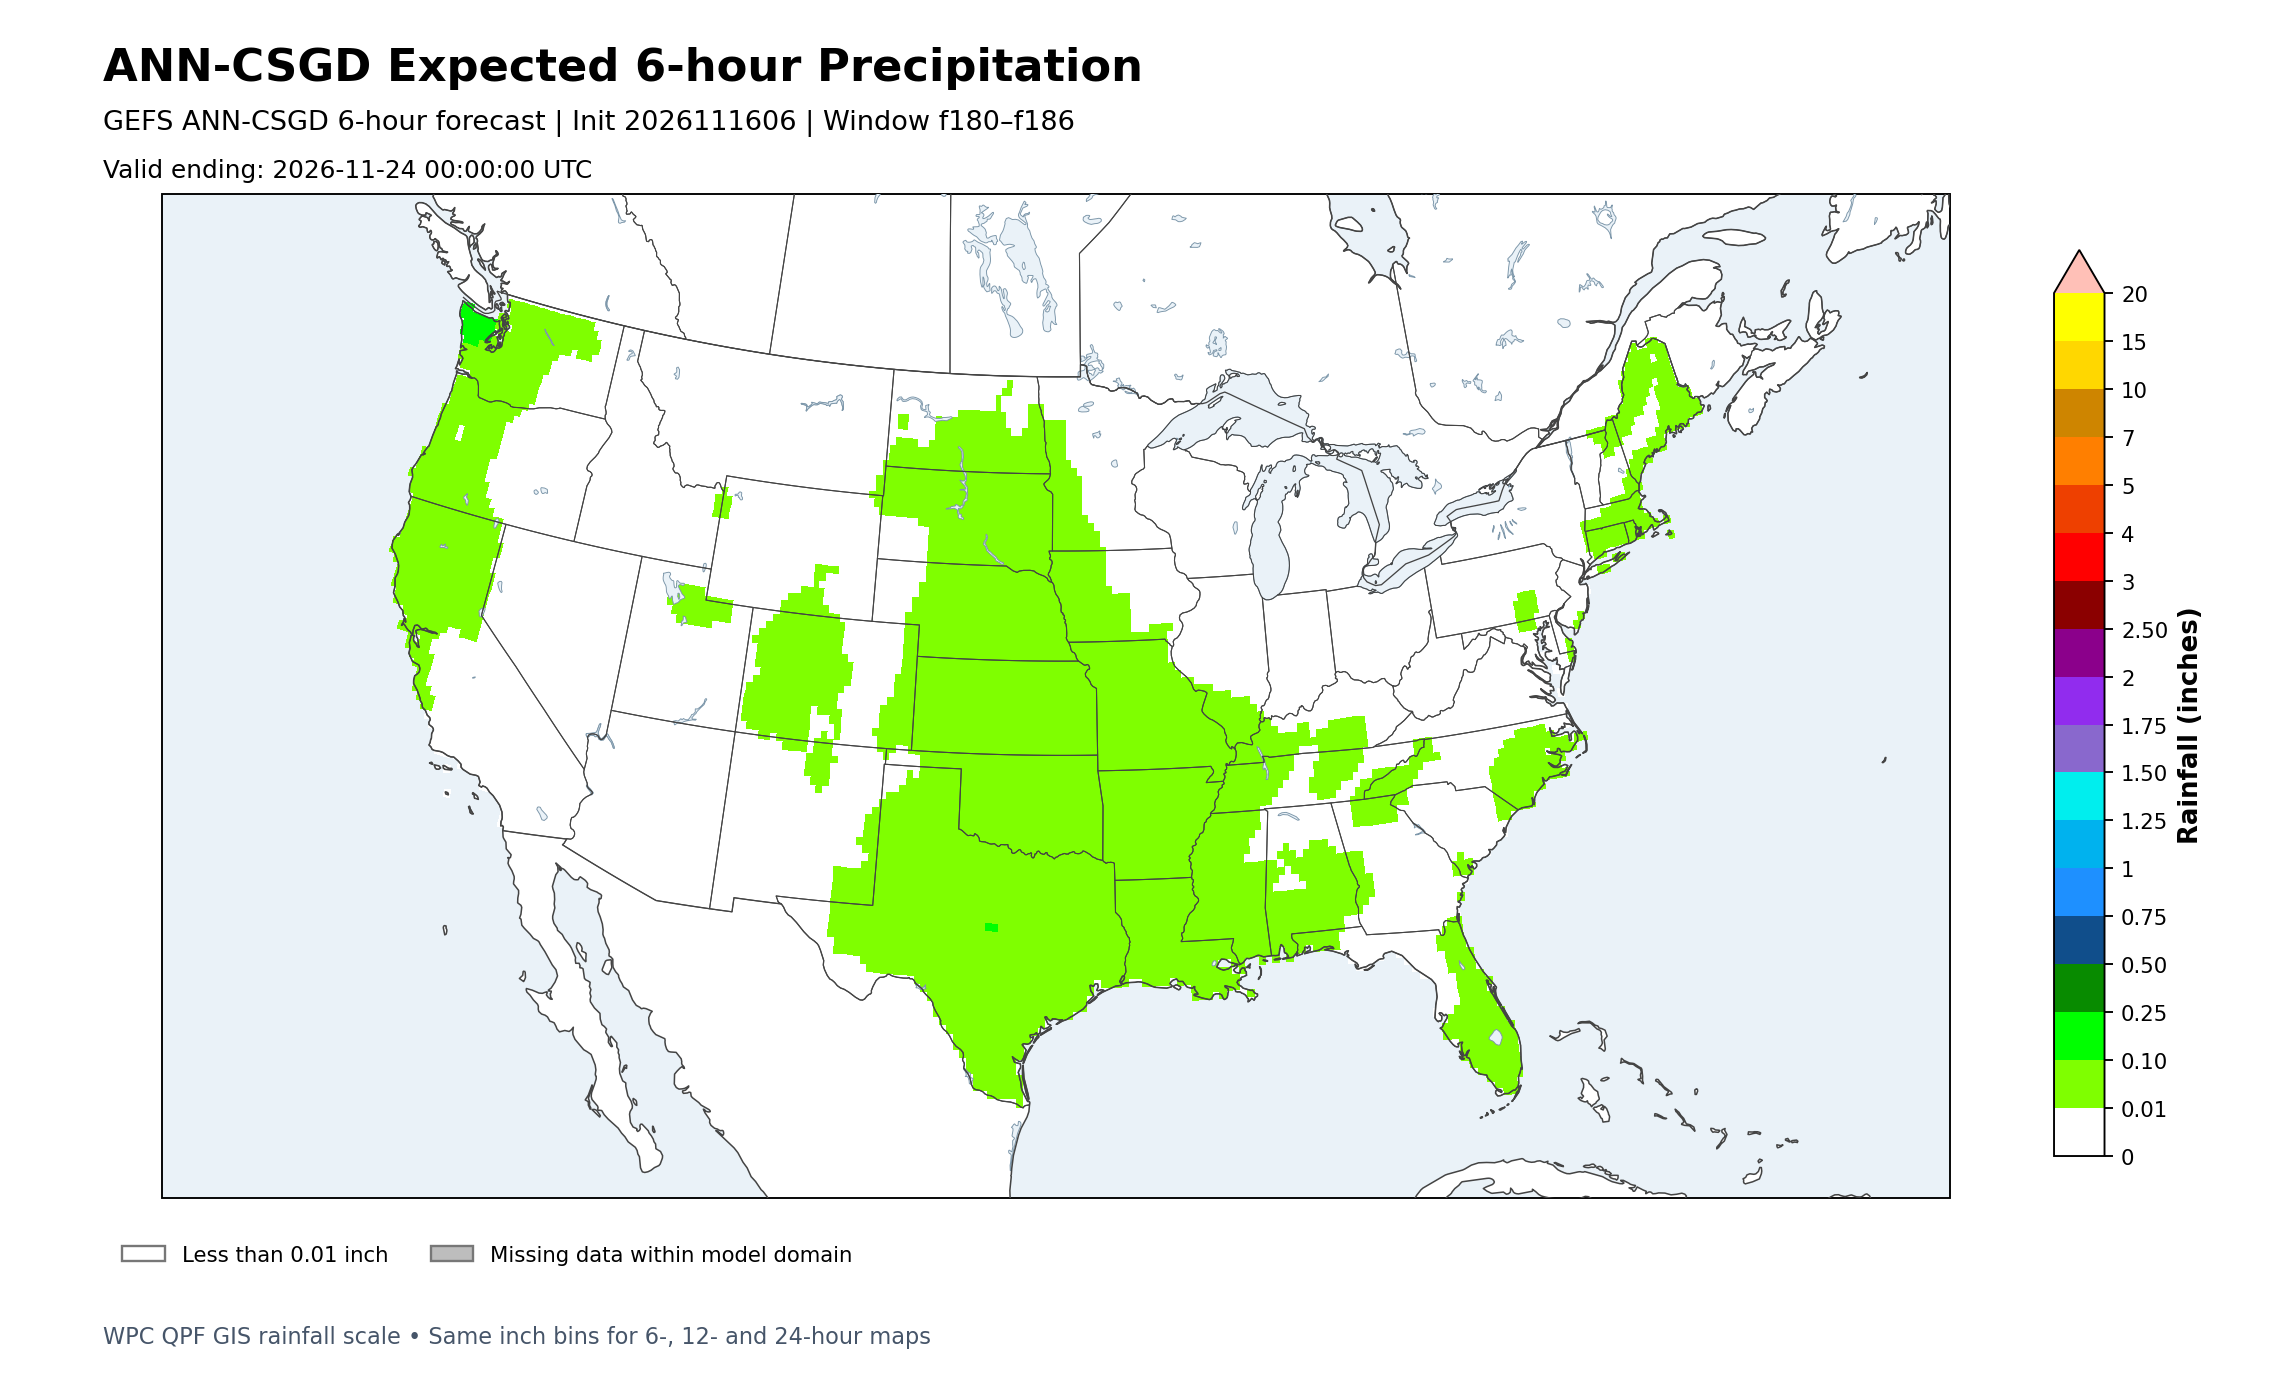 ANN-CSGD Expected 6-hour Precipitation
GEFS ANN-CSGD 6-hour forecast | Init 2026111606 | Window f180–f186
Valid ending: 2026-11-24 00:00:00 UTC
20
15
10
7
5
4
3
2.50
2
1.75
1.50
1.25
1
0.75
0.50
0.25
0.10
0.01
0
Rainfall (inches)
Less than 0.01 inch
Missing data within model domain
WPC QPF GIS rainfall scale • Same inch bins for 6-, 12- and 24-hour maps